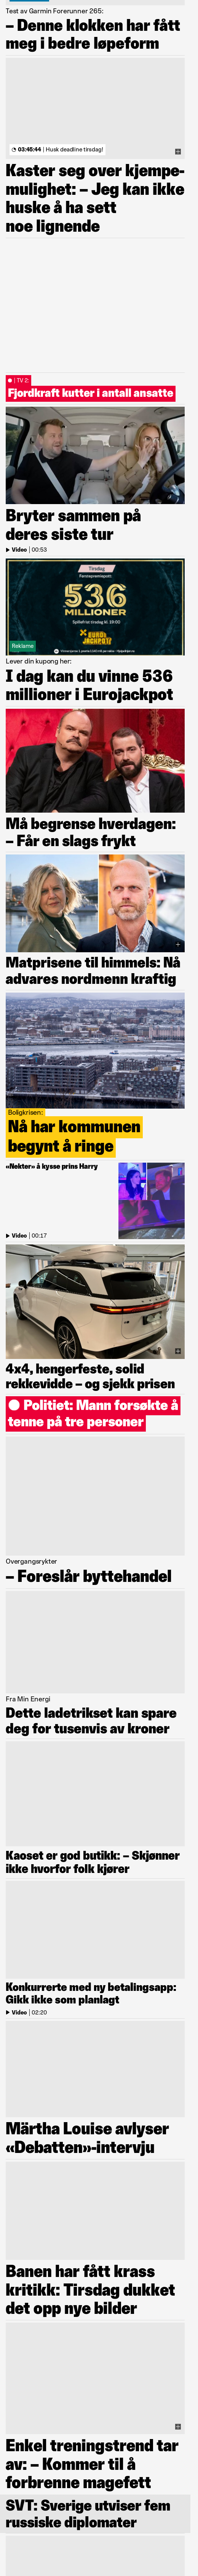 Test av Garmin Forerunner 265:
– Denne klokken har fått
meg i bedre løpeform
03:45:44 | Husk deadline tirsdag!
Kaster seg over kjempe-
mulighet: – Jeg kan ikke
huske å ha sett
noe lignende
| TV 2:
Fjordkraft kutter i antall ansatte
Bryter sammen på
deres siste tur
Video | 00:53
Tirsdag
Førstepremiepott:
536
MILLIONER
Spillefrist tirsdag kl. 19.00
EUROJACKPOT
Reklame
Lever din kupong her:
I dag kan du vinne 536
millioner i Eurojackpot
Må begrense hverdagen:
– Får en slags frykt
Matprisene til himmels: Nå
advares nordmenn kraftig
Boligkrisen:
Nå har kommunen
begynt å ringe
«Nekter» å kysse prins Harry
Video | 00:17
4x4, hengerfeste, solid
rekkevidde – og sjekk prisen
Politiet: Mann forsøkte å
tenne på tre personer
Overgangsrykter
– Foreslår byttehandel
Fra Min Energi
Dette ladetrikset kan spare
deg for tusenvis av kroner
Kaoset er god butikk: – Skjønner
ikke hvorfor folk kjører
Konkurrerte med ny betalingsapp:
Gikk ikke som planlagt
Video | 02:20
Märtha Louise avlyser
«Debatten»-intervju
Banen har fått krass
kritikk: Tirsdag dukket
det opp nye bilder
Enkel treningstrend tar
av: – Kommer til å
forbrenne magefett
SVT: Sverige utviser fem
russiske diplomater